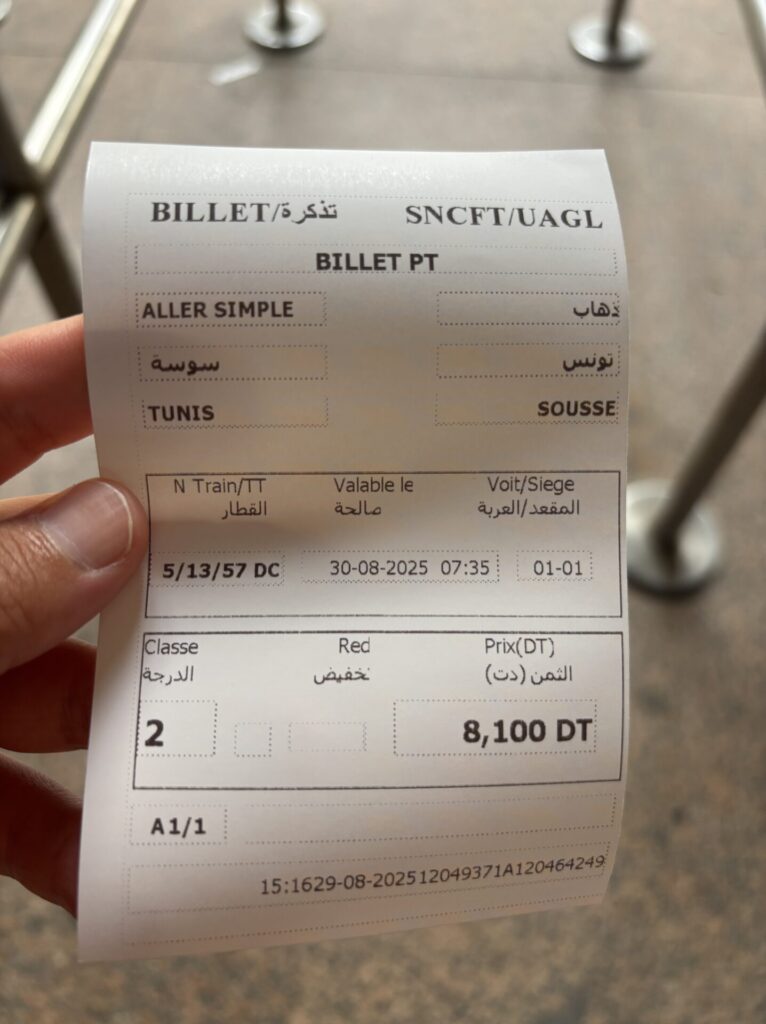 BILLET/تذكرة SNCFT/UAGL
BILLET PT
ALLER SIMPLE ذهاب
سوسة تونس
TUNIS SOUSSE
N Train/TT Valable le Voit/Siege
القطار صالحة المقعد/العربة
5/13/57 DC 30-08-2025 07:35 01-01
Classe Red Prix(DT)
الدرجة تخفيض الثمن (دت)
2 8,100 DT
A1/1
15:1629-08-202512049371A120464249